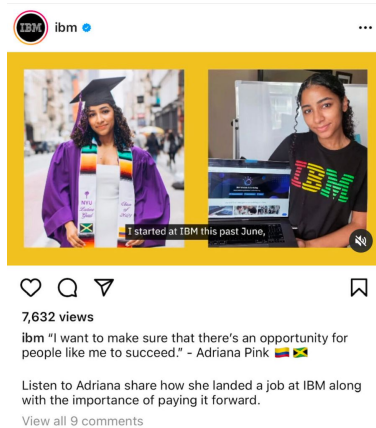 IBM
ibm
NYU
I started at IBM this past June,
IBM
7,632 views
ibm “I want to make sure that there’s an opportunity for
people like me to succeed.” - Adriana Pink 🇨🇴 🇯🇲
Listen to Adriana share how she landed a job at IBM along
with the importance of paying it forward.
View all 9 comments